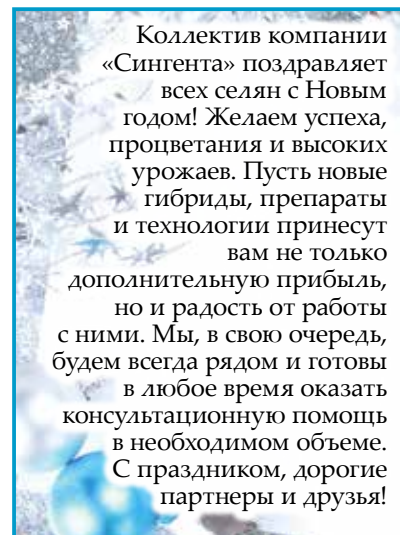 Коллектив компании
«Сингента» поздравляет
всех селян с Новым
годом! Желаем успеха,
процветания и высоких
урожаев. Пусть новые
гибриды, препараты
и технологии принесут
вам не только
дополнительную прибыль,
но и радость от работы
с ними. Мы, в свою очередь,
будем всегда рядом и готовы
в любое время оказать
консультационную помощь
в необходимом объеме.
С праздником, дорогие
партнеры и друзья!